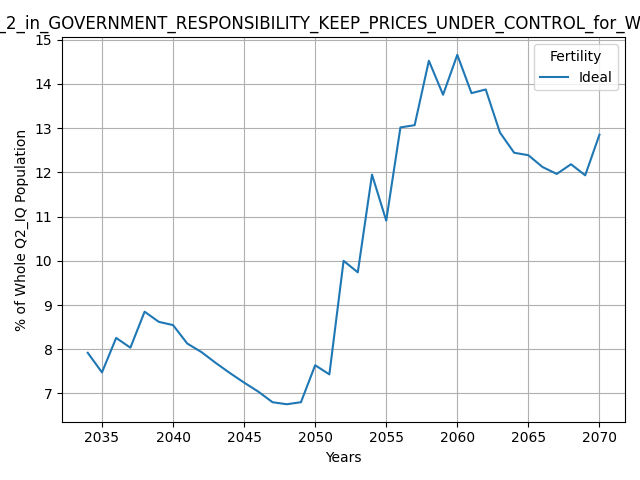 _2_in_GOVERNMENT_RESPONSIBILITY_KEEP_PRICES_UNDER_CONTROL_for_W
15
14
13
12
11
10
9
8
7
% of Whole Q2_IQ Population
Fertility
Ideal
2035 2040 2045 2050 2055 2060 2065 2070
Years